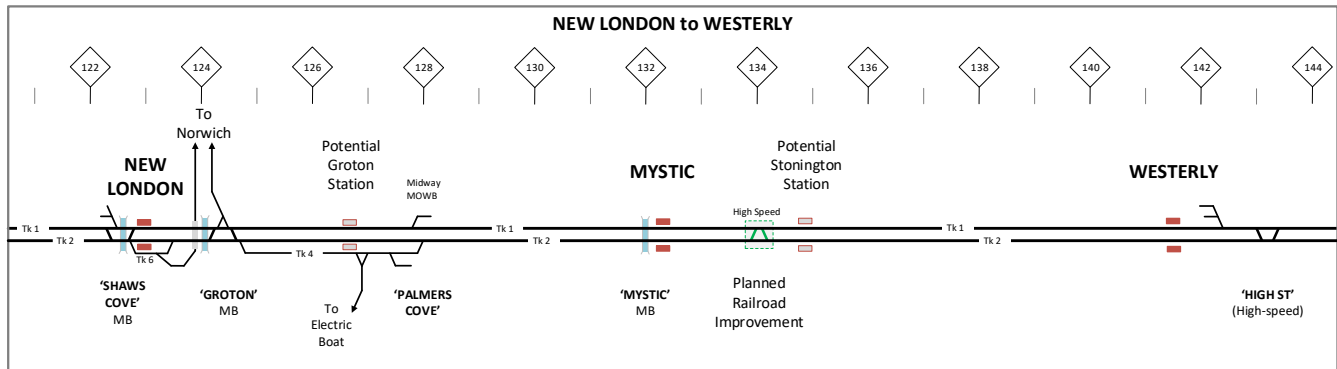 NEW LONDON to WESTERLY
122
124
126
128
130
132
134
136
138
140
142
144
To
Norwich
NEW
LONDON
Potential
Groton
Station
Midway
MOWB
MYSTIC
Potential
Stonington
Station
WESTERLY
High Speed
Tk 1
Tk 1
Tk 1
Tk 2
Tk 2
Tk 2
Tk 6
Tk 4
‘SHAWS
COVE’
MB
‘GROTON’
MB
To
Electric
Boat
‘PALMERS
COVE’
‘MYSTIC’
MB
Planned
Railroad
Improvement
‘HIGH ST’
(High-speed)